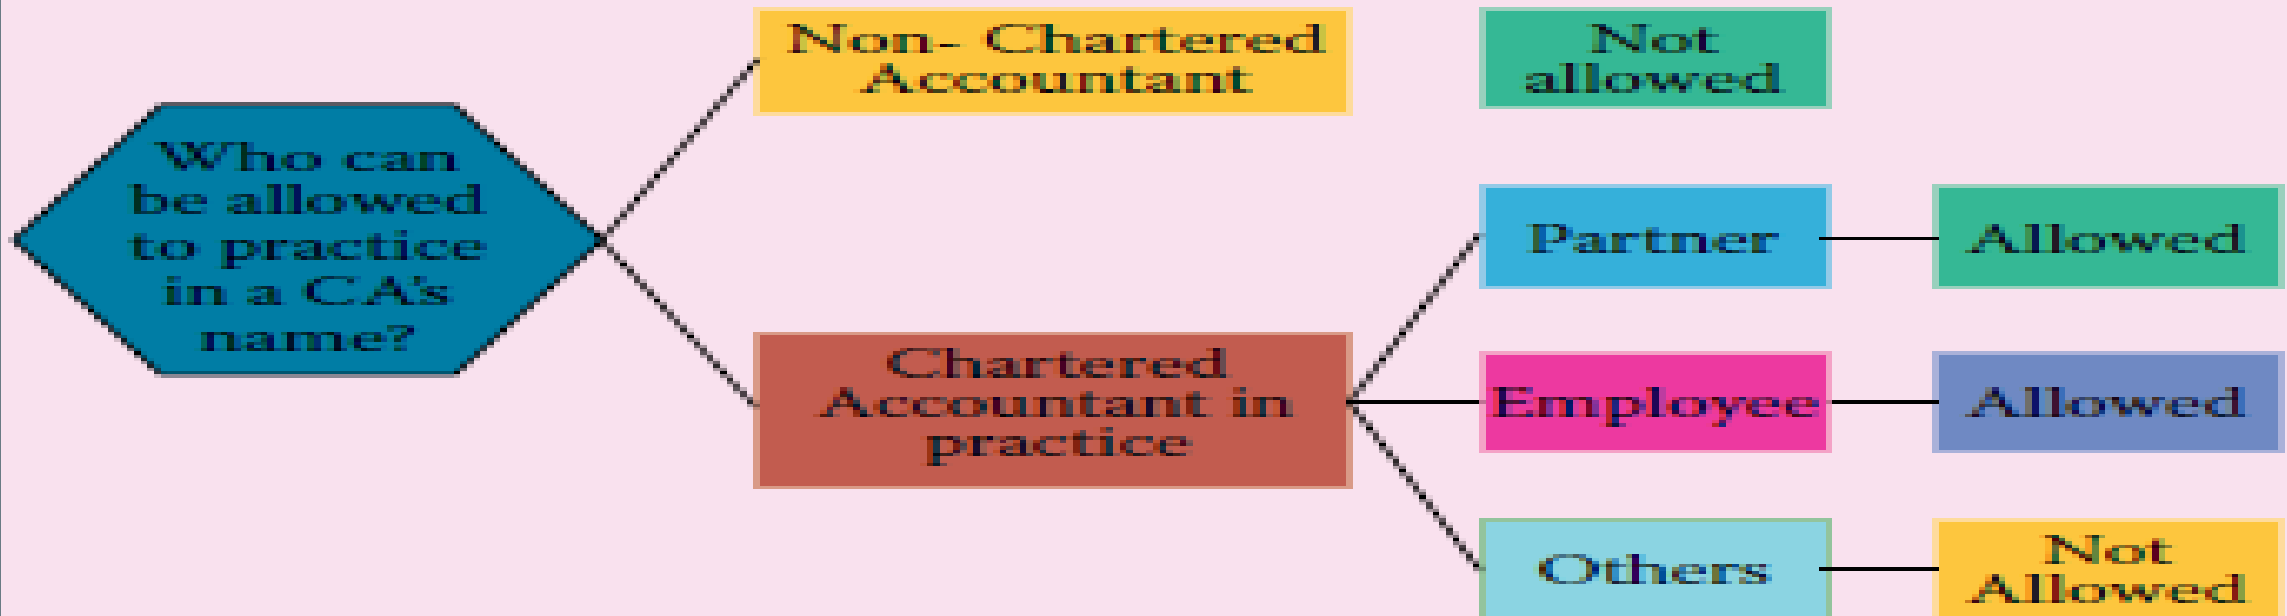 Who can
be allowed
to practice
in a CA's
name?
Non- Chartered
Accountant
Not
allowed
Chartered
Accountant in
practice
Partner
Allowed
Employee
Allowed
Others
Not
Allowed